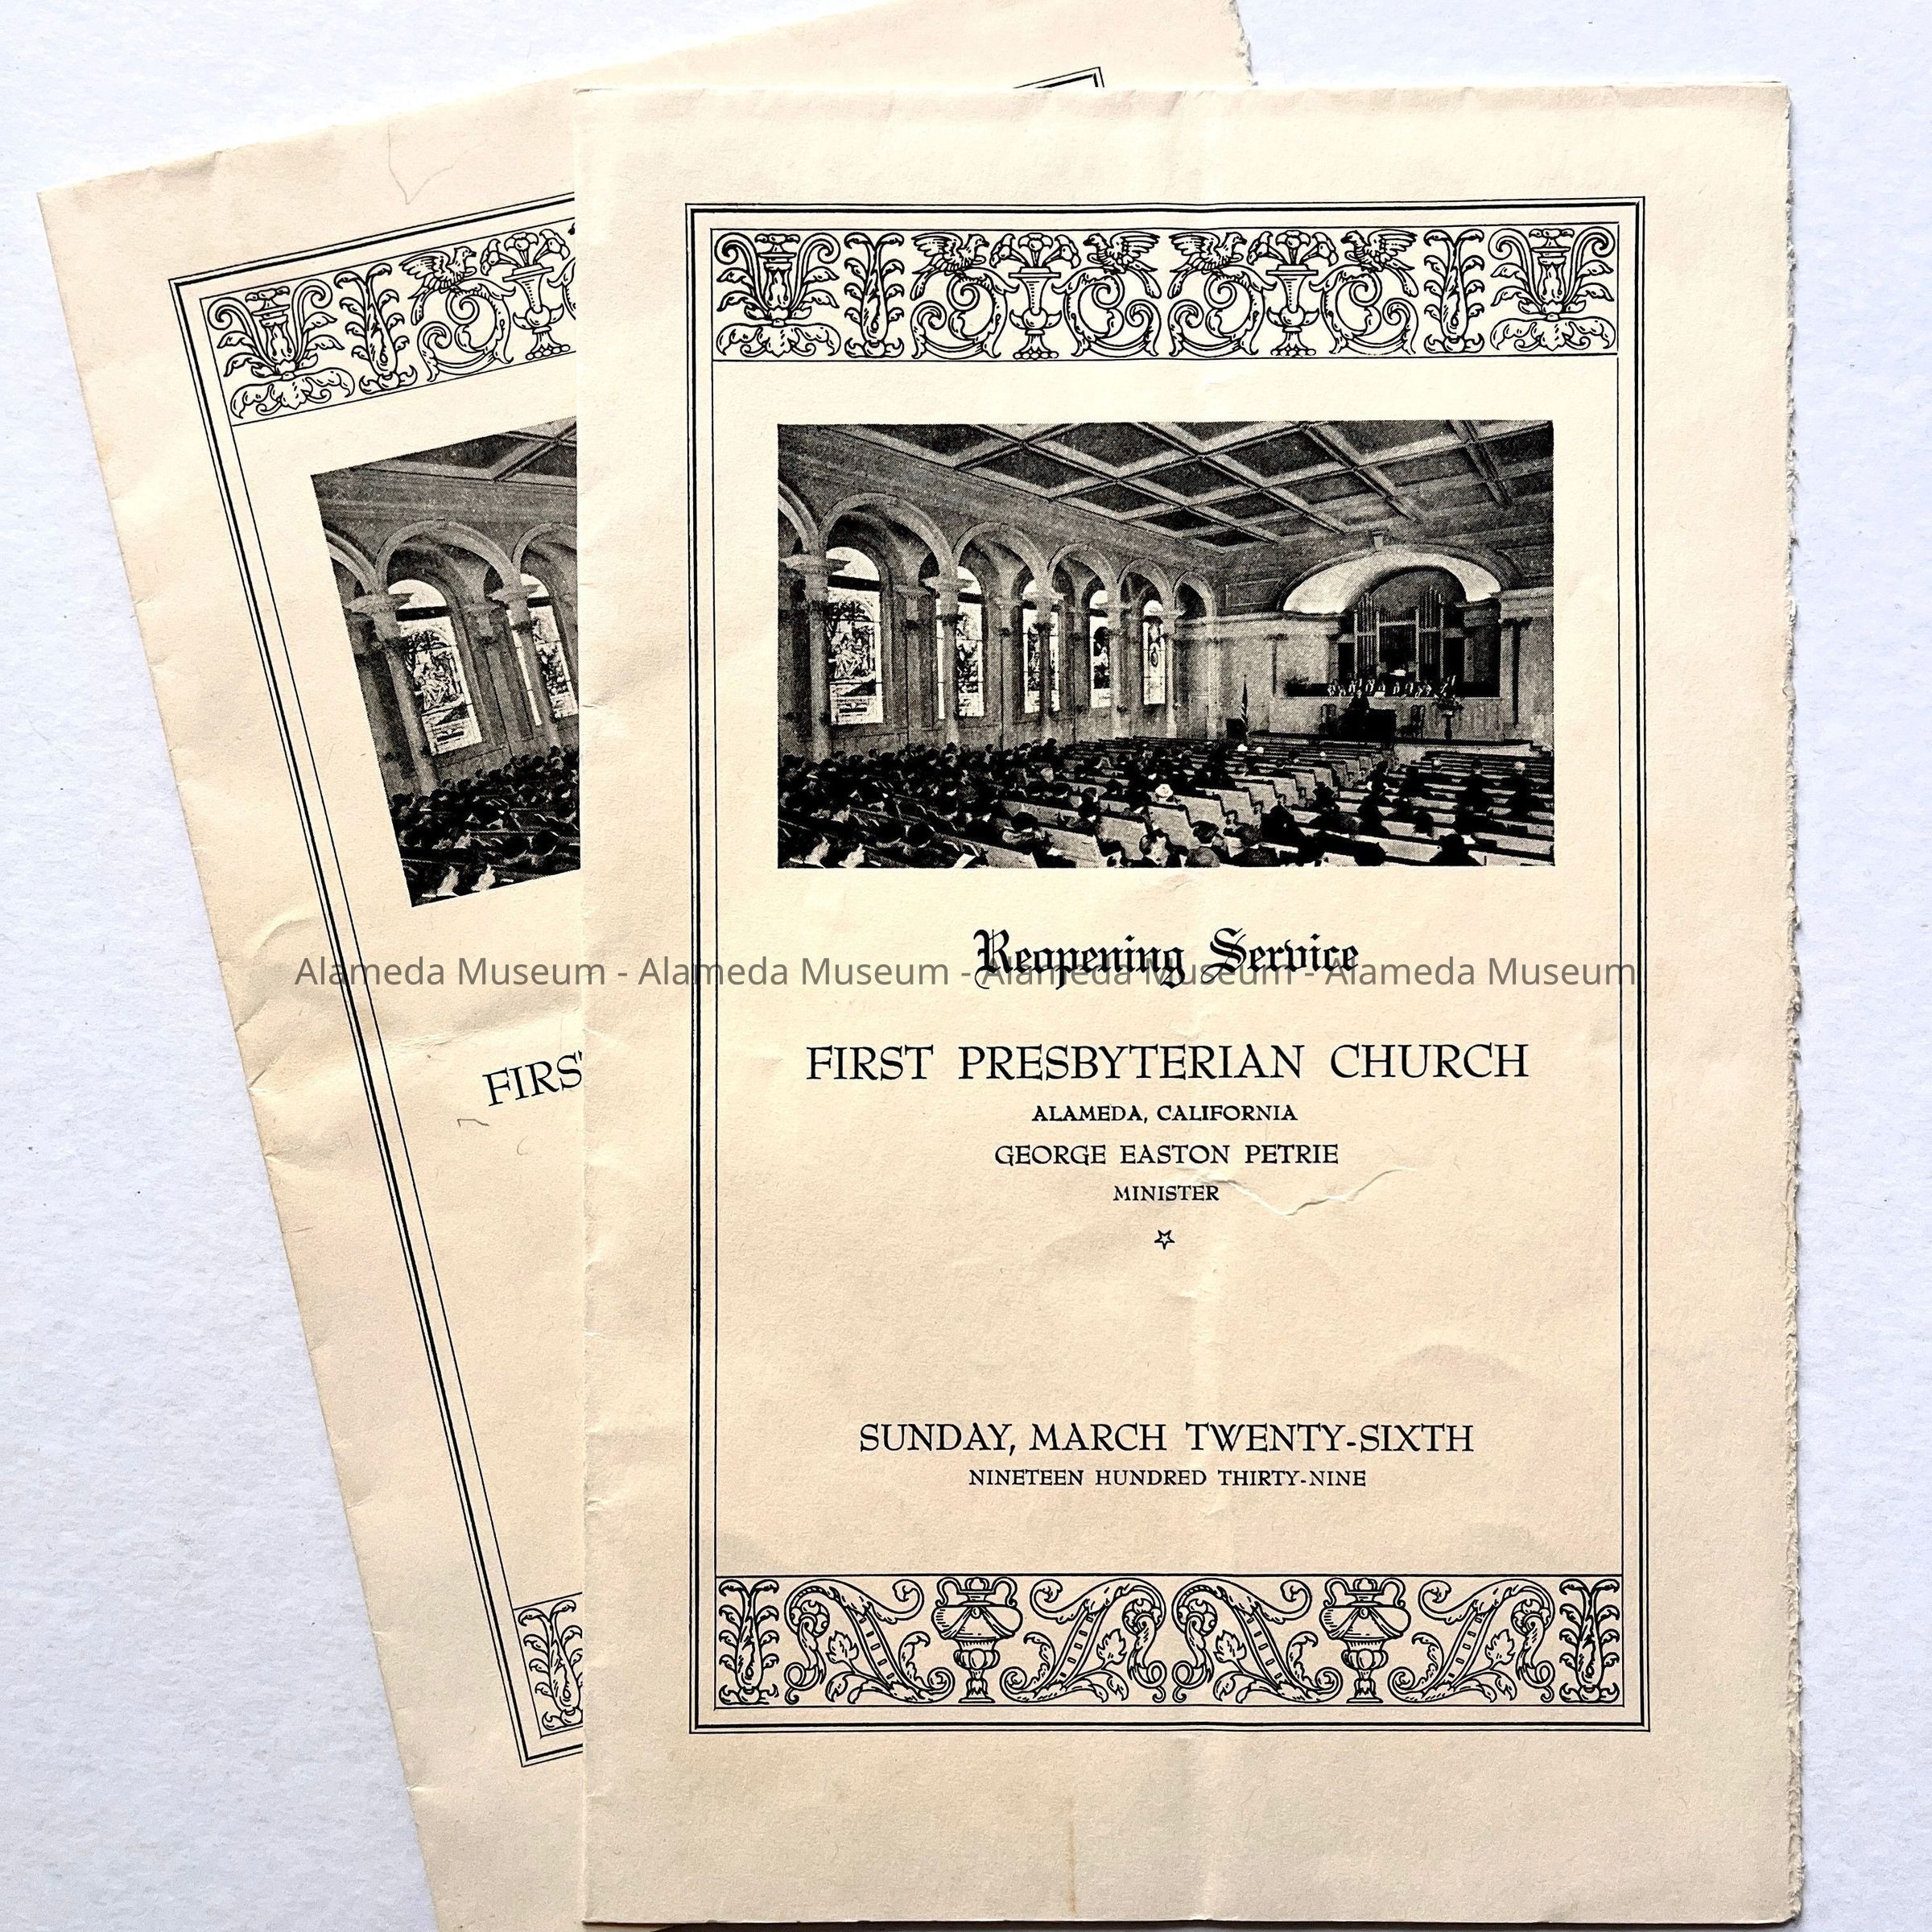 Reopening Service
Alameda Museum - Alameda Museum - Alameda Museum - Alameda Museum
FIRST PRESBYTERIAN CHURCH
ALAMEDA, CALIFORNIA
GEORGE EASTON PETRIE
MINISTER
SUNDAY, MARCH TWENTY-SIXTH
NINETEEN HUNDRED THIRTY-NINE
FIRS